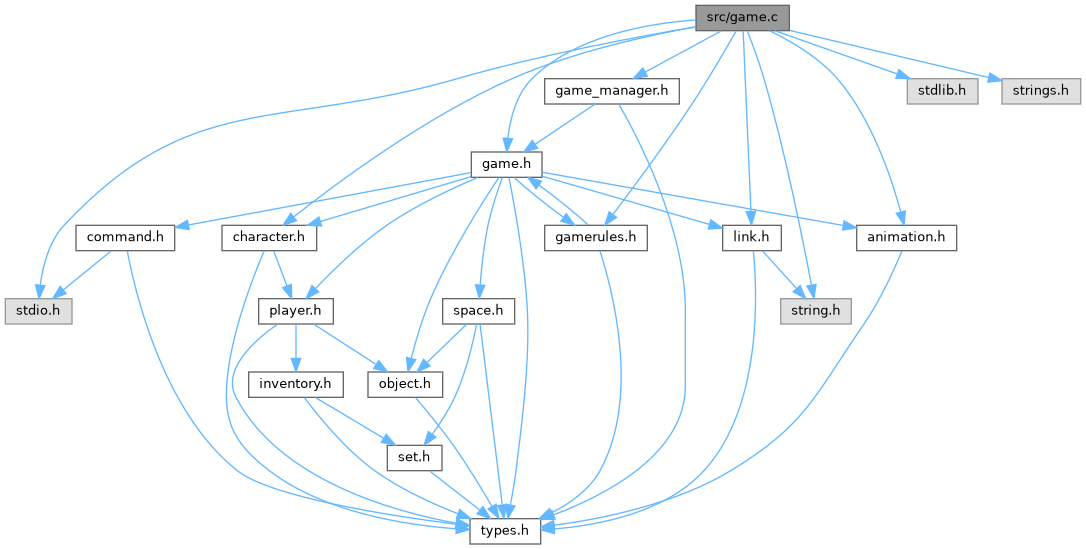 src/game.c
game_manager.h
stdlib.h
strings.h
game.h
command.h
character.h
gamerules.h
link.h
animation.h
stdio.h
player.h
space.h
string.h
inventory.h
object.h
set.h
types.h